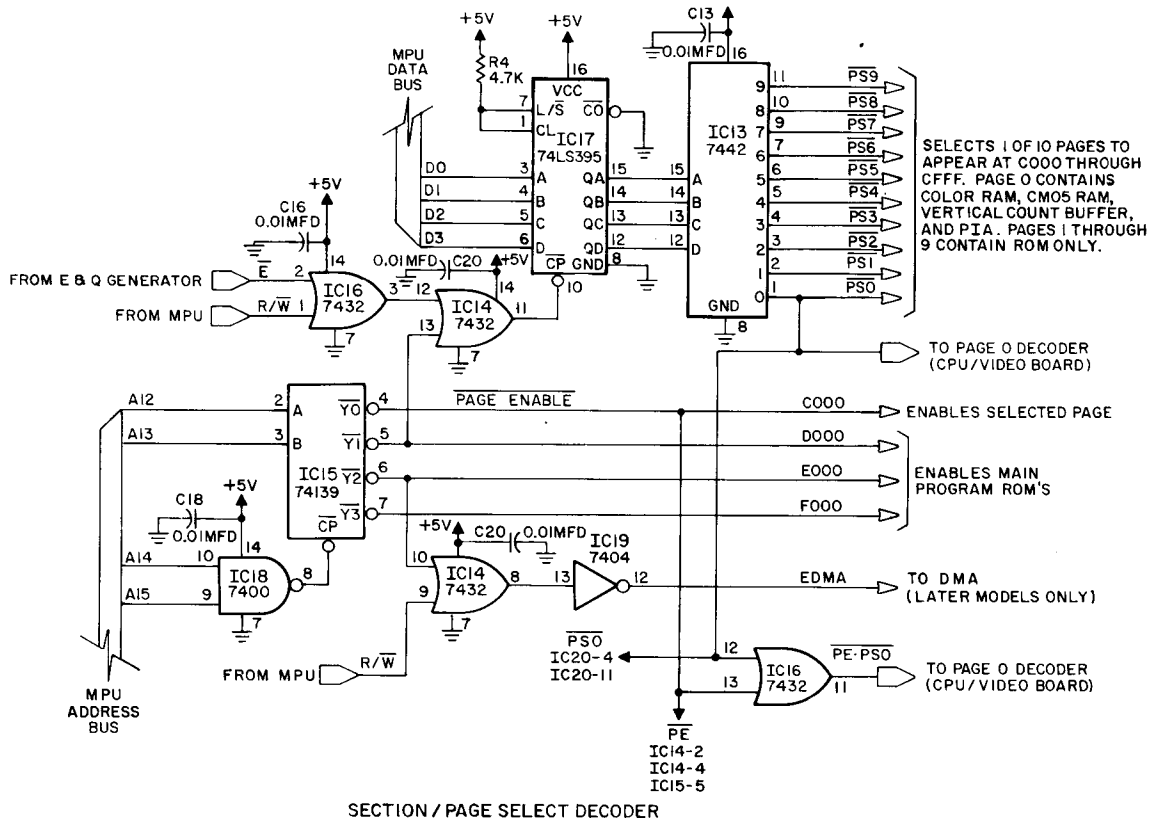 +5V
+5V
C13
0.01MFD
16
MPU
DATA
BUS
R4
4.7K
16
VCC
7
L/S
CO
1
CL
IC17
74LS395
D0
3
A
QA
15
D1
4
B
QB
14
D2
5
C
QC
13
D3
6
D
QD
12
CP
GND
8
10
IC13
7442
15
A
14
B
13
C
12
D
9
11
PS9
8
10
PS8
7
9
PS7
6
7
PS6
5
6
PS5
4
5
PS4
3
4
PS3
2
3
PS2
1
2
PS1
0
1
PS0
GND
8
SELECTS 1 OF 10 PAGES TO
APPEAR AT C000 THROUGH
CFFF. PAGE 0 CONTAINS
COLOR RAM, CMO5 RAM,
VERTICAL COUNT BUFFER,
AND PIA. PAGES 1 THROUGH
9 CONTAIN ROM ONLY.
+5V
C16
0.01MFD
14
FROM E & Q GENERATOR
E
2
FROM MPU
R/W
1
IC16
7432
3
7
0.01MFD
C20
+5V
14
12
13
IC14
7432
11
7
TO PAGE 0 DECODER
(CPU/VIDEO BOARD)
A12
2
A
A13
3
B
IC15
74139
CP
Y0
4
PAGE ENABLE
C000
ENABLES SELECTED PAGE
Y1
5
D000
Y2
6
E000
Y3
7
F000
ENABLES MAIN
PROGRAM ROM'S
+5V
C18
0.01MFD
14
A14
10
A15
9
IC18
7400
8
7
+5V
C20
0.01MFD
14
10
9
IC14
7432
8
7
IC19
7404
13
12
EDMA
TO DMA
(LATER MODELS ONLY)
FROM MPU
R/W
MPU
ADDRESS
BUS
PS0
IC20-4
IC20-11
12
13
IC16
7432
11
PE·PS0
TO PAGE 0 DECODER
(CPU/VIDEO BOARD)
PE
IC14-2
IC14-4
IC15-5
SECTION / PAGE SELECT DECODER